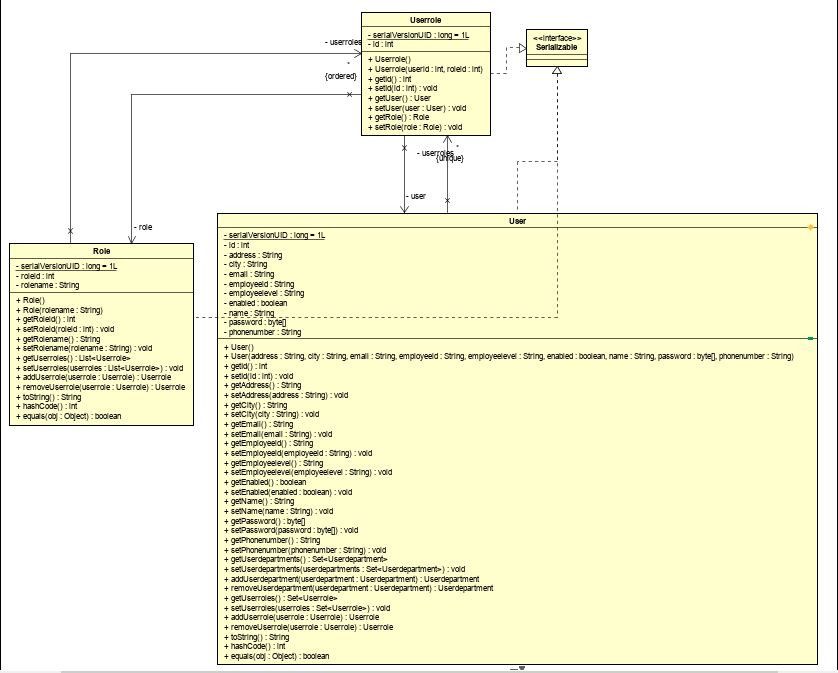 Userrole
- serialVersionUID : long = 1L
- id : int
+ Userrole()
+ Userrole(userid : int, roleid : int)
+ getId() : int
+ setId(id : int) : void
+ getUser() : User
+ setUser(user : User) : void
+ getRole() : Role
+ setRole(role : Role) : void
<<interface>>
Serializable
- userroles
*
{ordered}
- userroles
*
{unique}
- user
- role
Role
- serialVersionUID : long = 1L
- roleid : int
- rolename : String
+ Role()
+ Role(rolename : String)
+ getRoleid() : int
+ setRoleid(roleid : int) : void
+ getRolename() : String
+ setRolename(rolename : String) : void
+ getUserroles() : List<Userrole>
+ setUserroles(userroles : List<Userrole>) : void
+ addUserrole(userrole : Userrole) : Userrole
+ removeUserrole(userrole : Userrole) : Userrole
+ toString() : String
+ hashCode() : int
+ equals(obj : Object) : boolean
User
- serialVersionUID : long = 1L
- id : int
- address : String
- city : String
- email : String
- employeeid : String
- employeelevel : String
- enabled : boolean
- name : String
- password : byte[]
- phonenumber : String
+ User()
+ User(address : String, city : String, email : String, employeeid : String, employeelevel : String, enabled : boolean, name : String, password : byte[], phonenumber : String)
+ getId() : int
+ setId(id : int) : void
+ getAddress() : String
+ setAddress(address : String) : void
+ getCity() : String
+ setCity(city : String) : void
+ getEmail() : String
+ setEmail(email : String) : void
+ getEmployeeid() : String
+ setEmployeeid(employeeid : String) : void
+ getEmployeelevel() : String
+ setEmployeelevel(employeelevel : String) : void
+ getEnabled() : boolean
+ setEnabled(enabled : boolean) : void
+ getName() : String
+ setName(name : String) : void
+ getPassword() : byte[]
+ setPassword(password : byte[]) : void
+ getPhonenumber() : String
+ setPhonenumber(phonenumber : String) : void
+ getUserdepartments() : Set<Userdepartment>
+ setUserdepartments(userdepartments : Set<Userdepartment>) : void
+ addUserdepartment(userdepartment : Userdepartment) : Userdepartment
+ removeUserdepartment(userdepartment : Userdepartment) : Userdepartment
+ getUserroles() : Set<Userrole>
+ setUserroles(userroles : Set<Userrole>) : void
+ addUserrole(userrole : Userrole) : Userrole
+ removeUserrole(userrole : Userrole) : Userrole
+ toString() : String
+ hashCode() : int
+ equals(obj : Object) : boolean